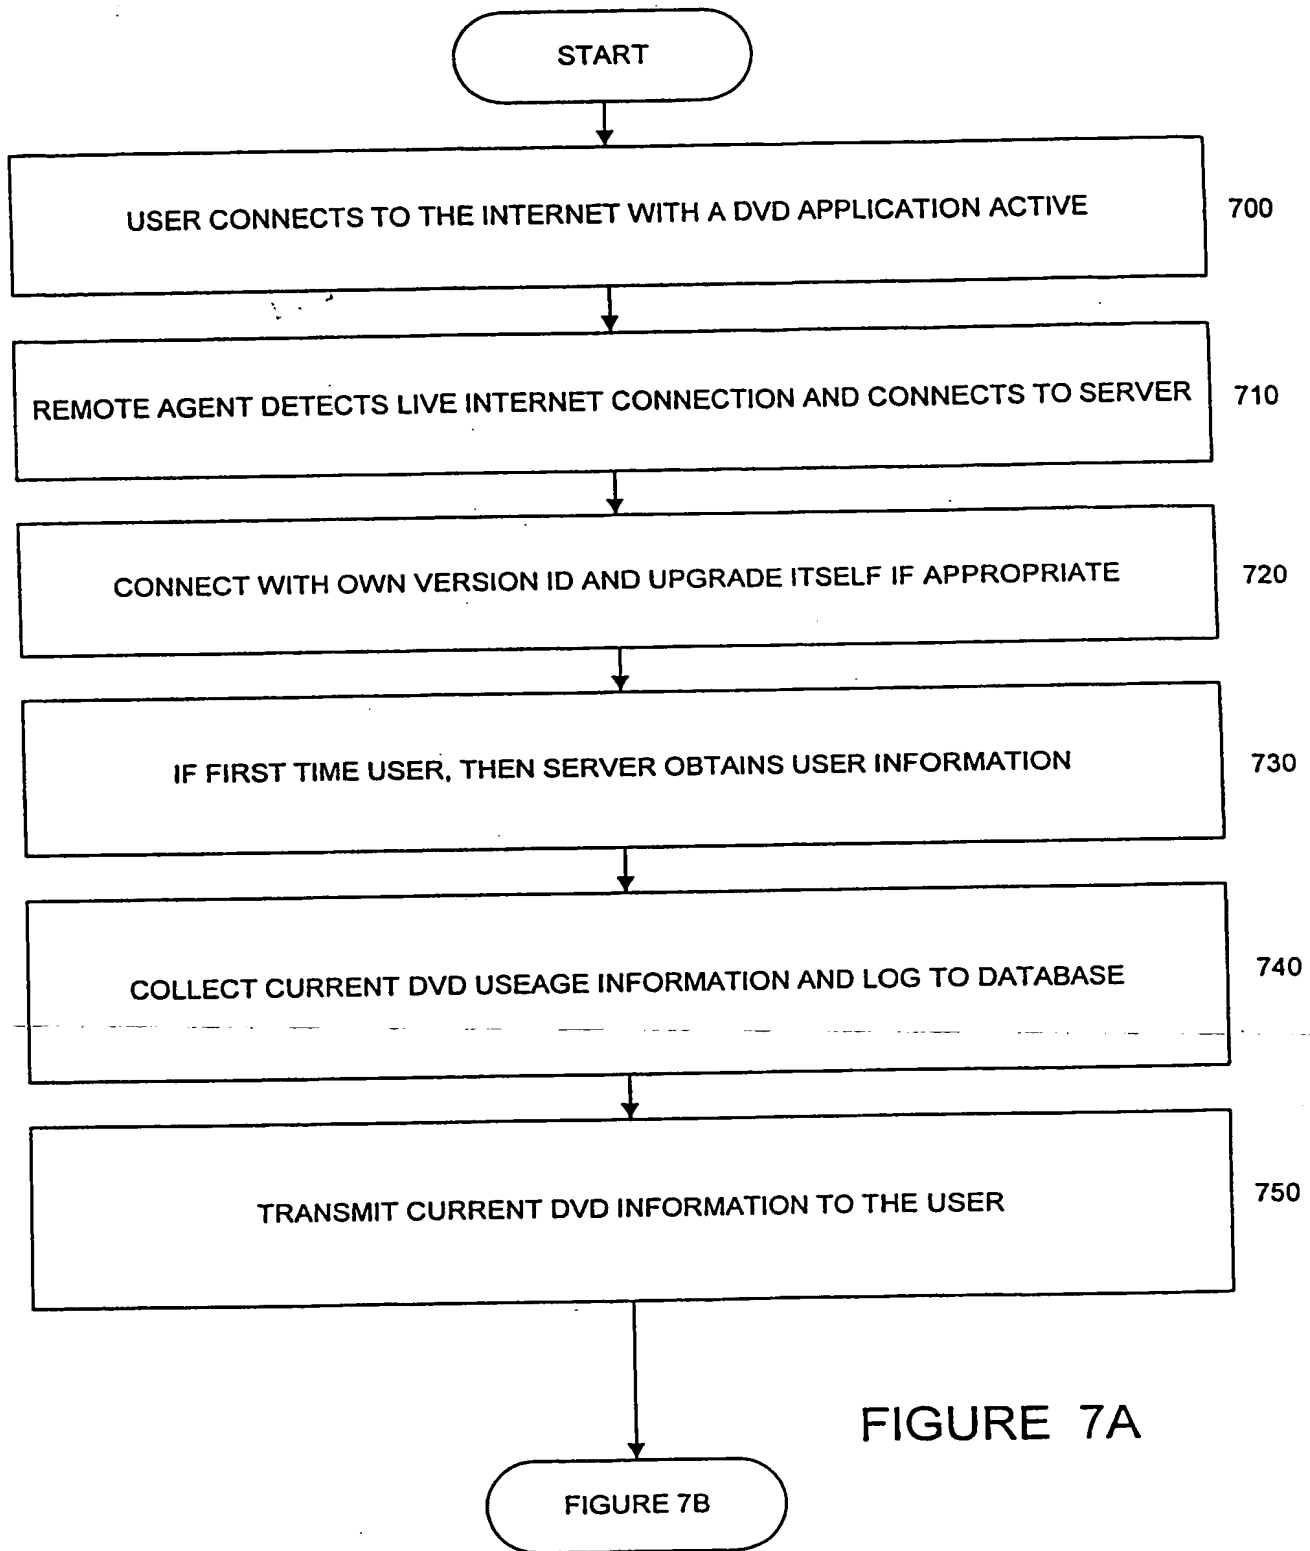 START
USER CONNECTS TO THE INTERNET WITH A DVD APPLICATION ACTIVE
700
REMOTE AGENT DETECTS LIVE INTERNET CONNECTION AND CONNECTS TO SERVER
710
CONNECT WITH OWN VERSION ID AND UPGRADE ITSELF IF APPROPRIATE
720
IF FIRST TIME USER, THEN SERVER OBTAINS USER INFORMATION
730
COLLECT CURRENT DVD USEAGE INFORMATION AND LOG TO DATABASE
740
TRANSMIT CURRENT DVD INFORMATION TO THE USER
750
FIGURE 7A
FIGURE 7B